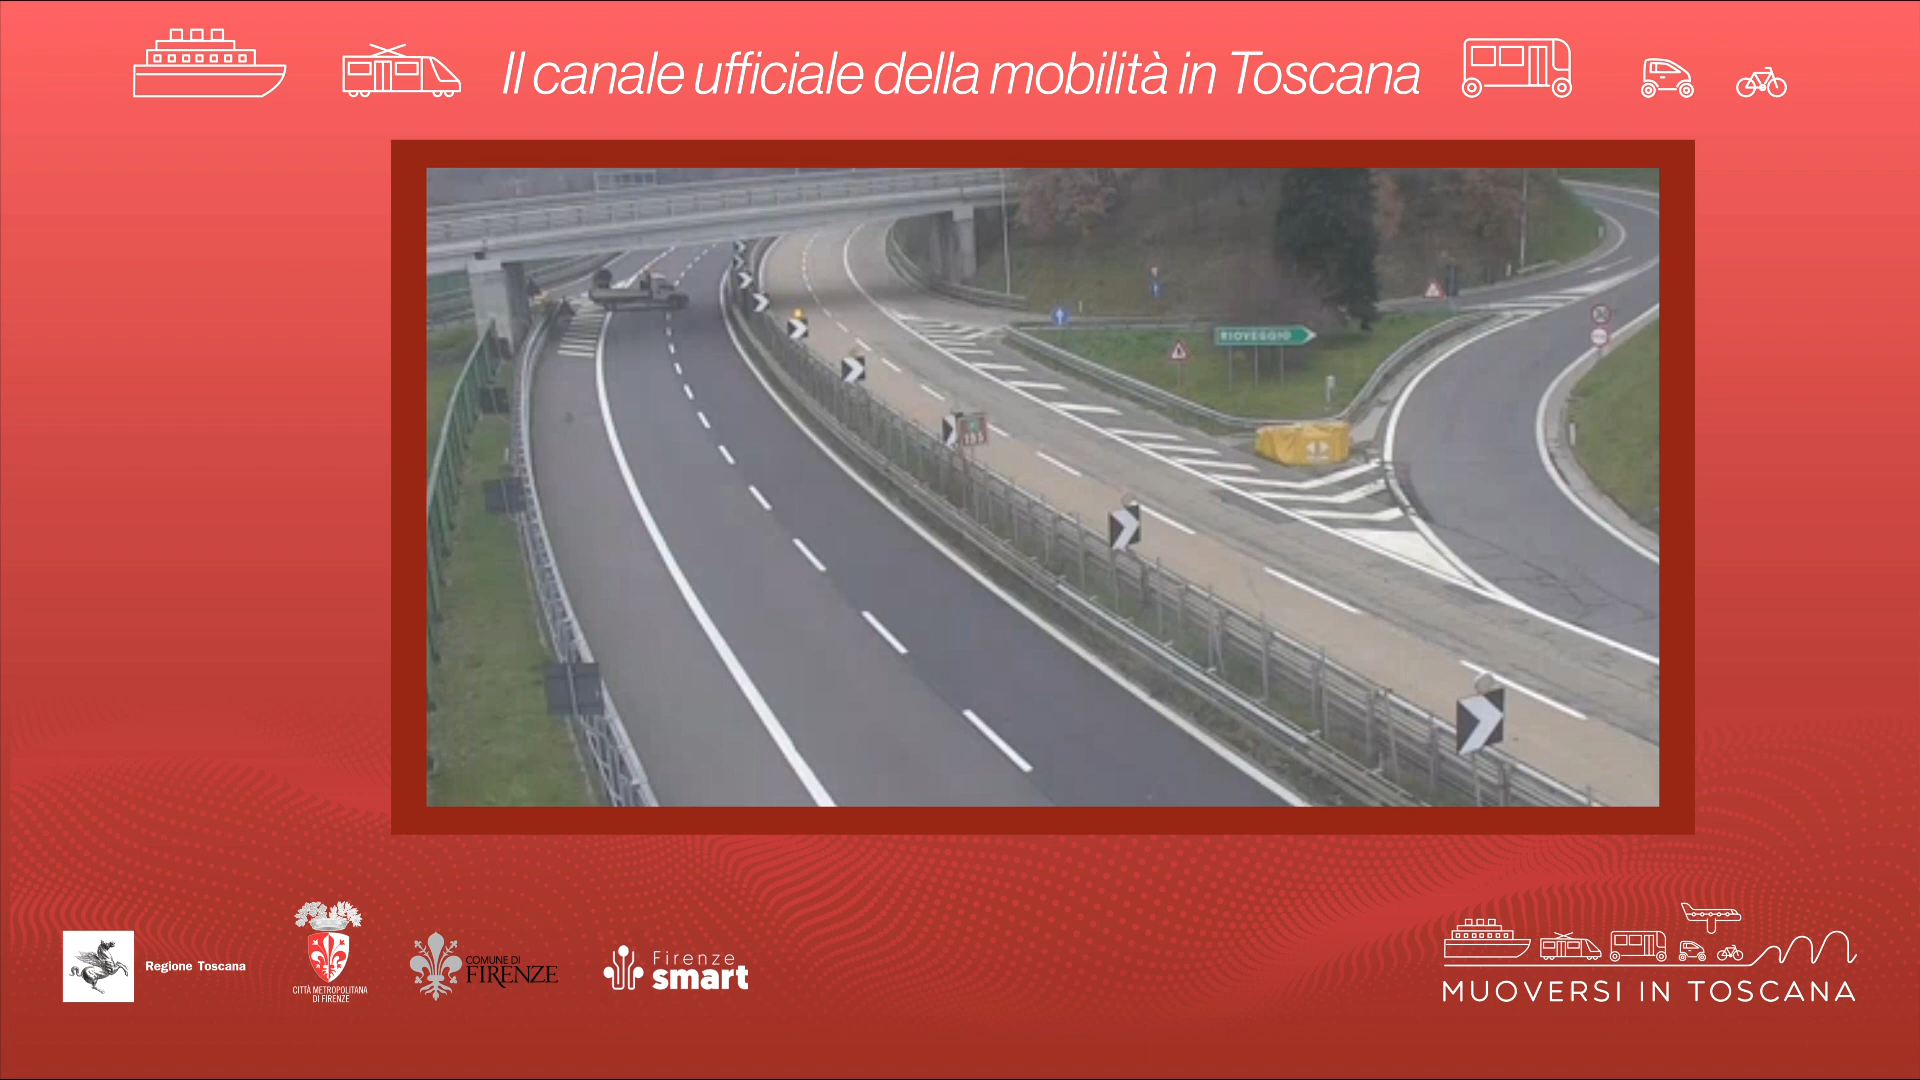 Il canale ufficiale della mobilità in Toscana
RIOVEGGIO
Regione Toscana
CITTÀ METROPOLITANA
DI FIRENZE
COMUNE DI
FIRENZE
Firenze
smart
MUOVERSI IN TOSCANA